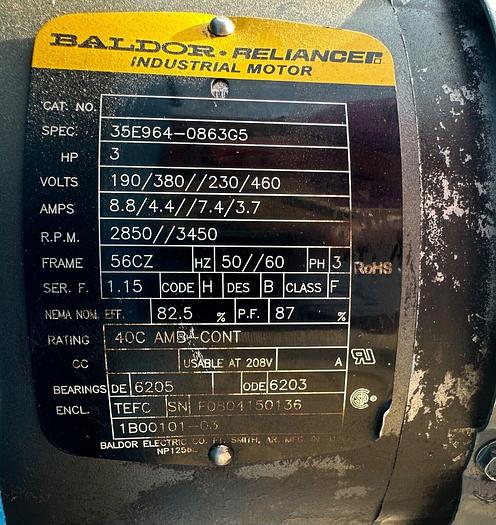 BALDOR · RELIANCE
INDUSTRIAL MOTOR
CAT. NO.
SPEC. 35E964-0863G5
HP 3
VOLTS 190/380//230/460
AMPS 8.8/4.4//7.4/3.7
R.P.M. 2850//3450
FRAME 56CZ HZ 50//60 PH 3 RoHS
SER. F. 1.15 CODE H DES B CLASS F
NEMA NOM. EFF. 82.5 % P.F. 87 %
RATING 40C AMB-CONT
CC USABLE AT 208V A
BEARINGS DE 6205 ODE 6203
ENCL. TEFC SN F0804150136
1B00101-03
BALDOR ELECTRIC CO. FT. SMITH, AR. MFG. IN